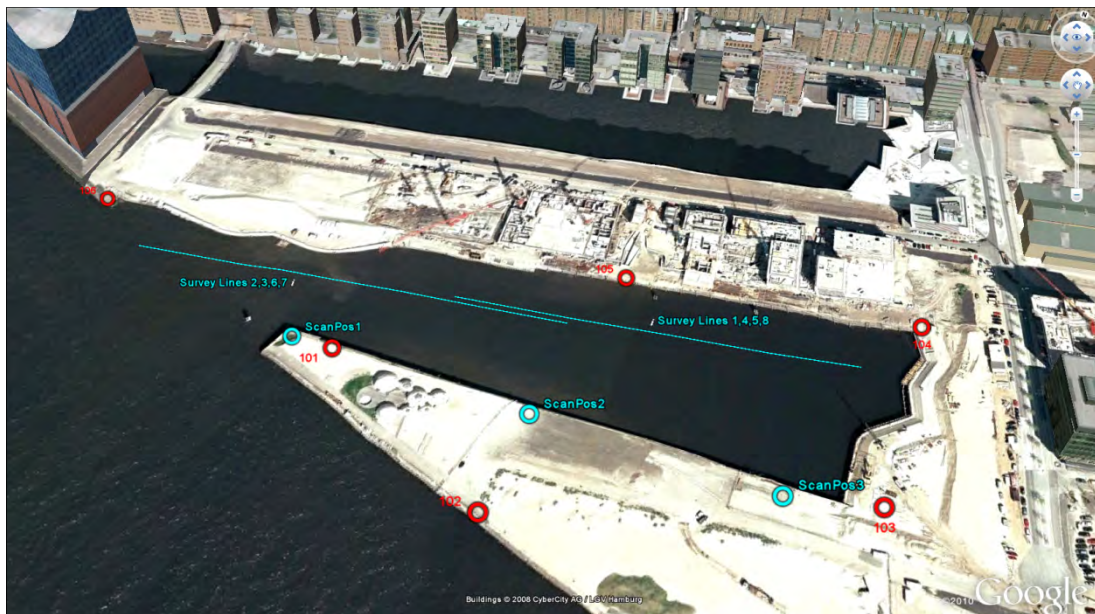 N
106
105
Survey Lines 2,3,6,7
Survey Lines 1,4,5,8
104
ScanPos1
101
ScanPos2
ScanPos3
102
103
Buildings © 2008 CyberCity AG / LGV Hamburg
©2010 Google